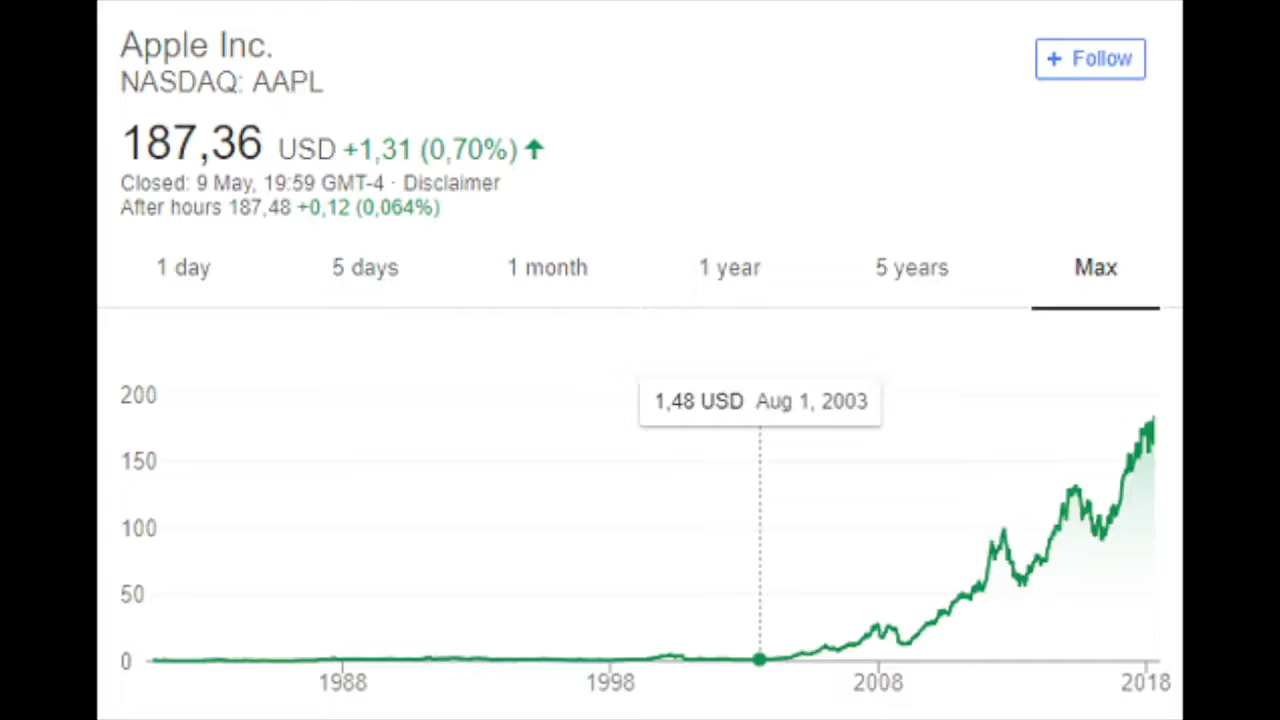 Apple Inc.
+ Follow
NASDAQ: AAPL
187,36 USD +1,31 (0,70%)
Closed: 9 May, 19:59 GMT-4 · Disclaimer
After hours 187,48 +0,12 (0,064%)
1 day 5 days 1 month 1 year 5 years Max
200
1,48 USD Aug 1, 2003
150
100
50
0
1988 1998 2008 2018